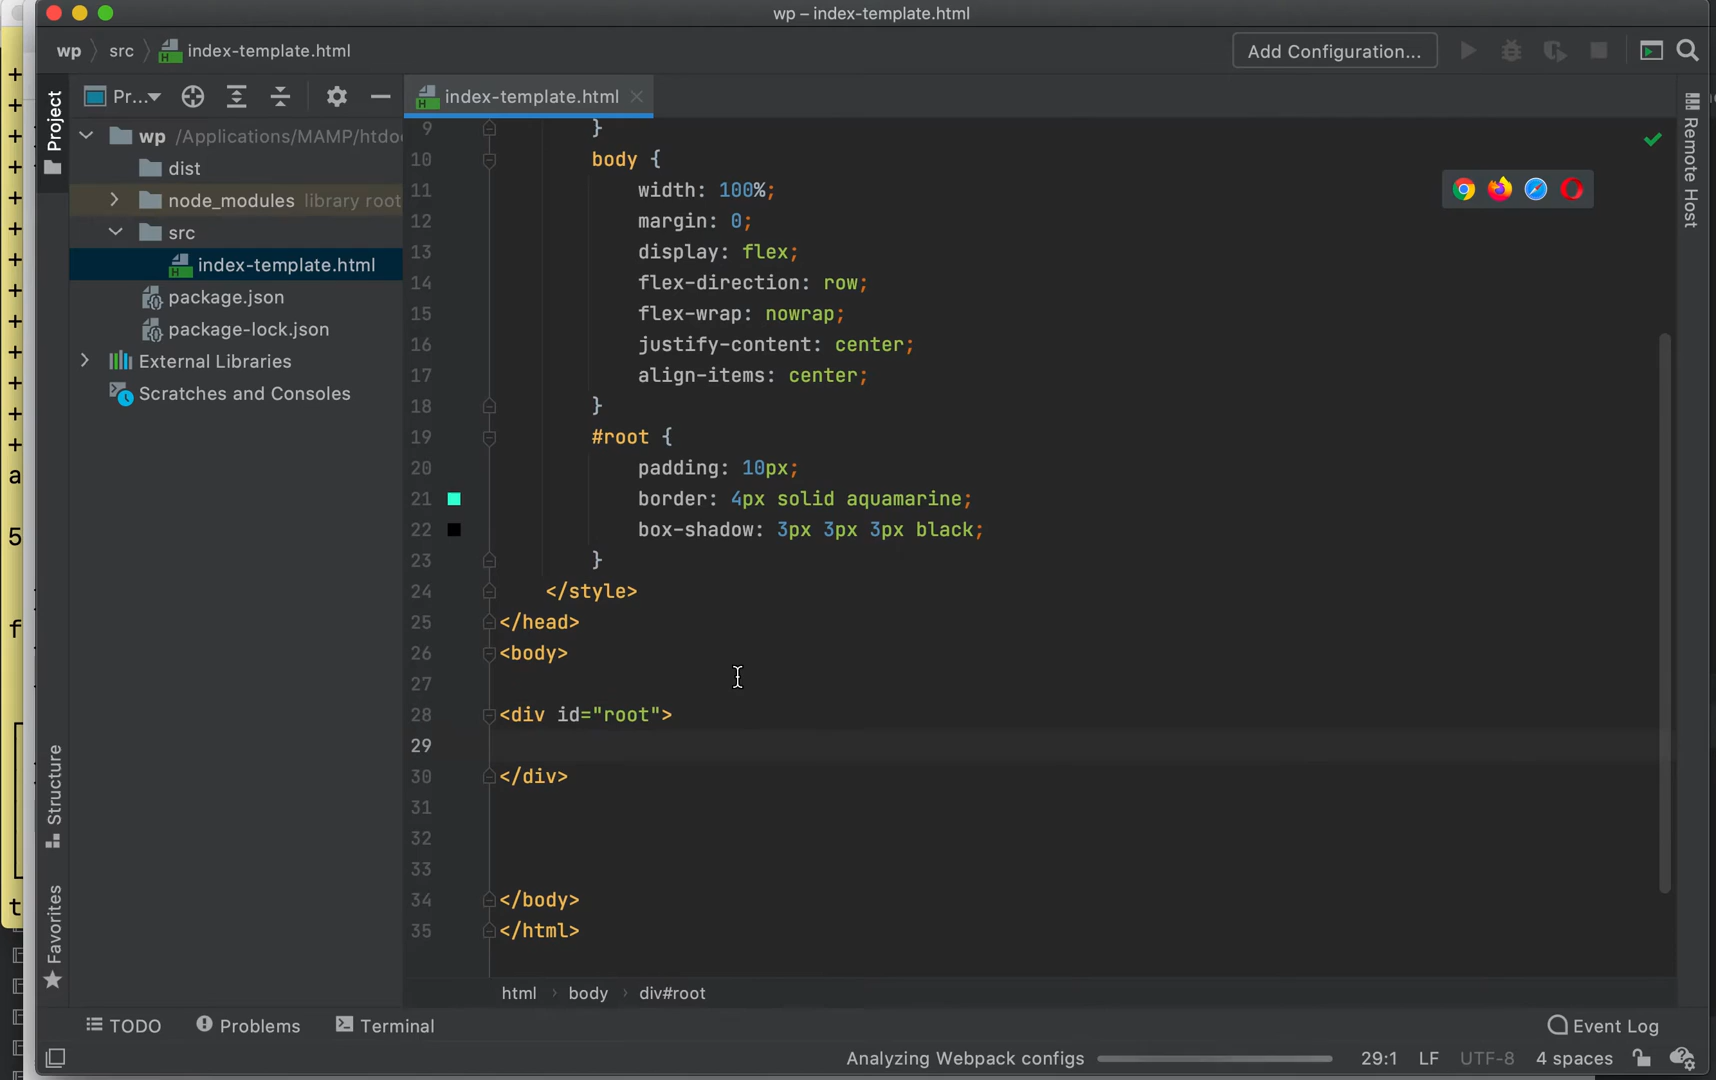 wp – index-template.html
wp src index-template.html Add Configuration...
Project Pr... index-template.html
wp /Applications/MAMP/htdoc
dist
node_modules library root
src
index-template.html
package.json
package-lock.json
External Libraries
Scratches and Consoles
9 }
10 body {
11 width: 100%;
12 margin: 0;
13 display: flex;
14 flex-direction: row;
15 flex-wrap: nowrap;
16 justify-content: center;
17 align-items: center;
18 }
19 #root {
20 padding: 10px;
21 border: 4px solid aquamarine;
22 box-shadow: 3px 3px 3px black;
23 }
24 </style>
25 </head>
26 <body>
27
28 <div id="root">
29
30 </div>
31
32
33
34 </body>
35 </html>
Remote Host
Structure
Favorites
html body div#root
TODO Problems Terminal Event Log
Analyzing Webpack configs 29:1 LF UTF-8 4 spaces